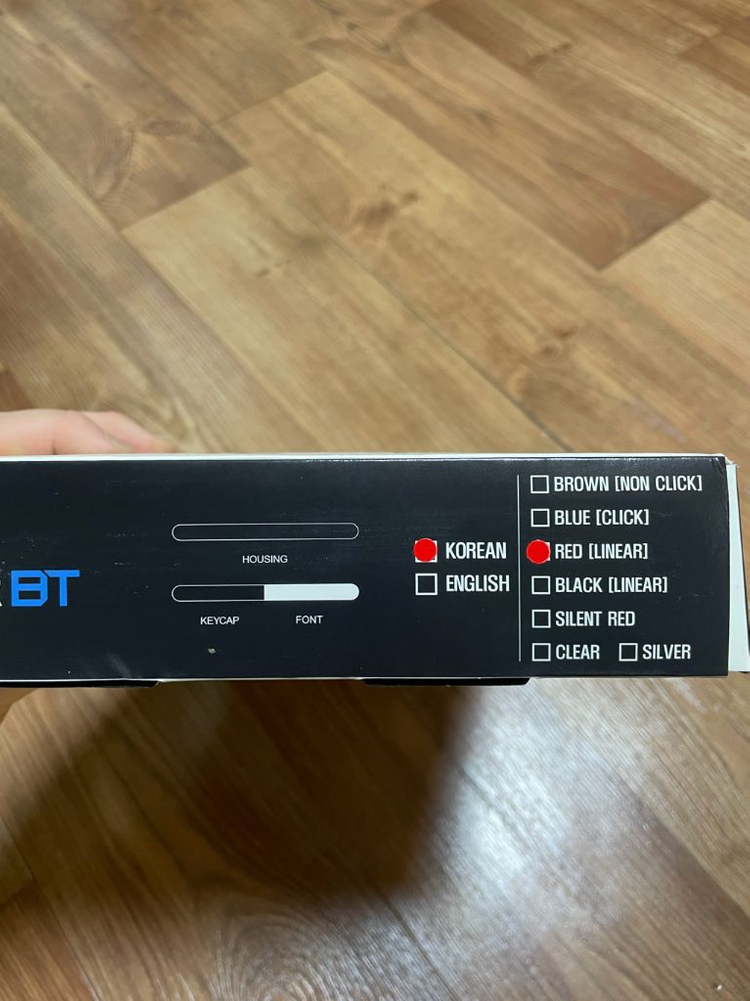 BT
HOUSING
KEYCAP FONT
KOREAN
ENGLISH
BROWN [NON CLICK]
BLUE [CLICK]
RED [LINEAR]
BLACK [LINEAR]
SILENT RED
CLEAR SILVER